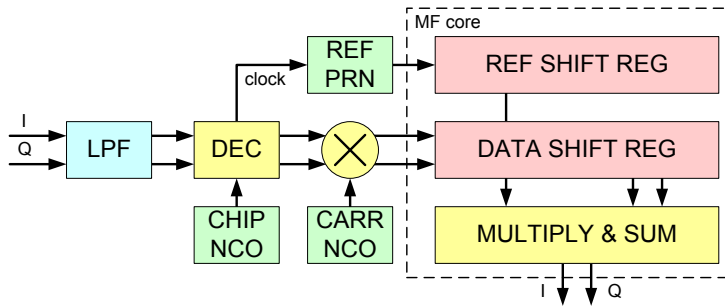 MF core
REF
PRN
REF SHIFT REG
clock
I
Q
LPF
DEC
DATA SHIFT REG
CHIP
NCO
CARR
NCO
MULTIPLY & SUM
I
Q